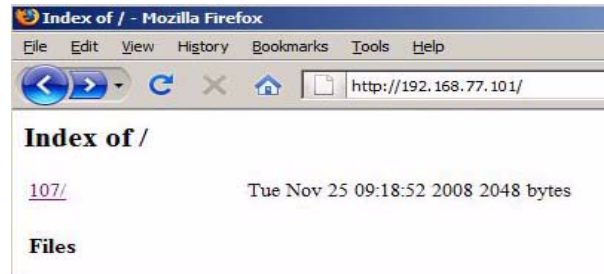 Index of / - Mozilla Firefox
File Edit View History Bookmarks Tools Help
http://192.168.77.101/
Index of /
107/ Tue Nov 25 09:18:52 2008 2048 bytes
Files